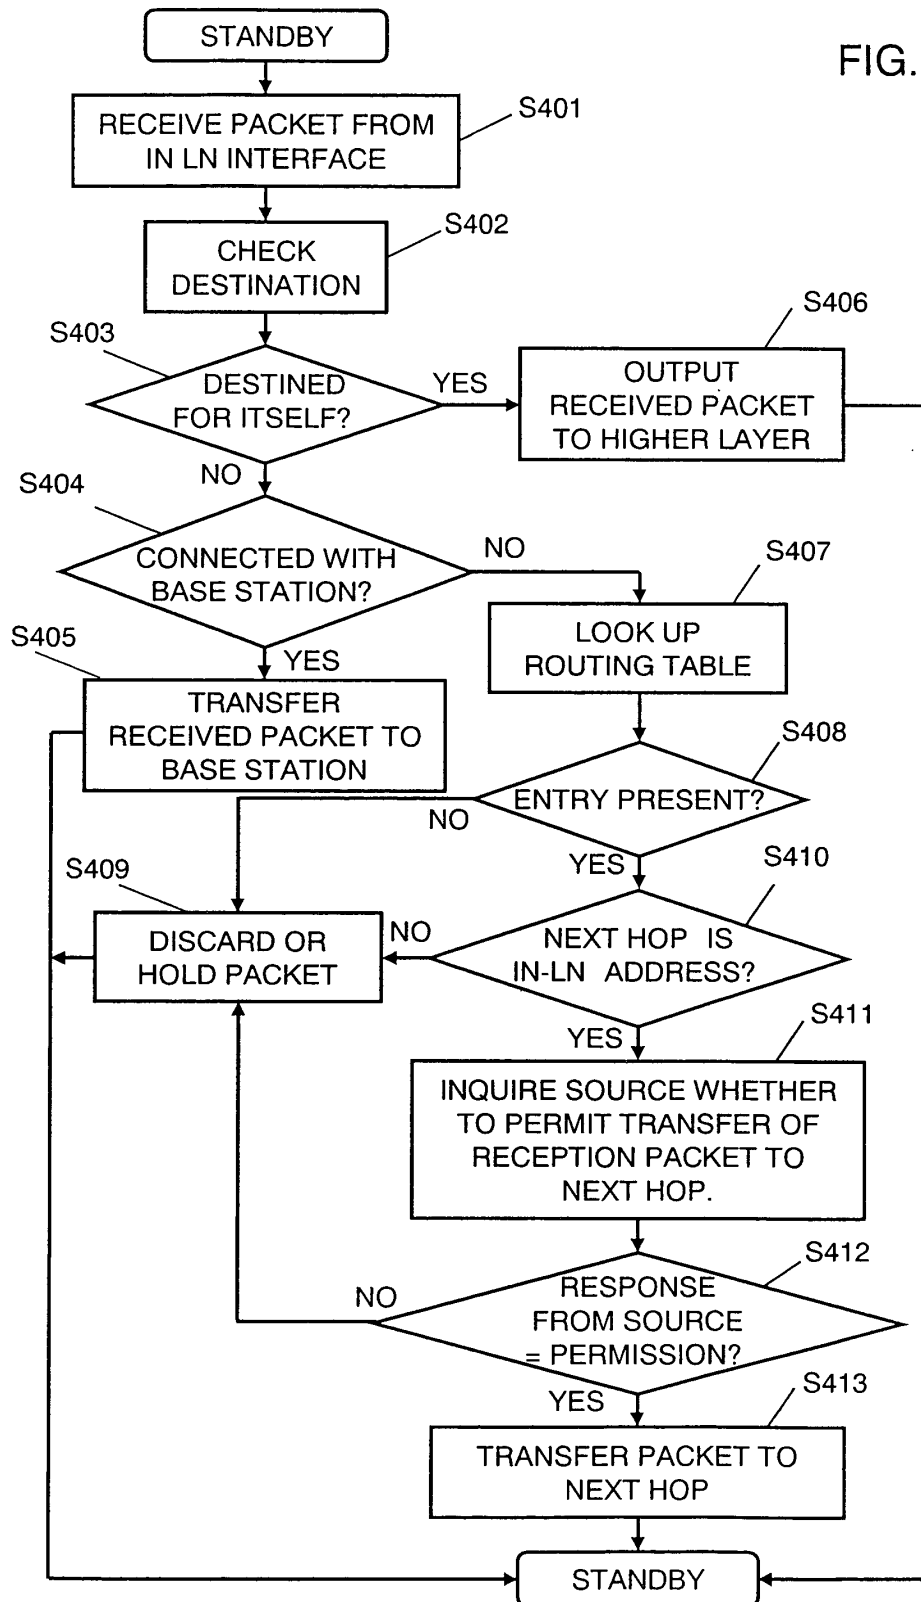 STANDBY
FIG.
S401
RECEIVE PACKET FROM
IN LN INTERFACE
S402
CHECK
DESTINATION
S403
DESTINED
FOR ITSELF?
YES
NO
S406
OUTPUT
RECEIVED PACKET
TO HIGHER LAYER
S404
CONNECTED WITH
BASE STATION?
NO
YES
S407
LOOK UP
ROUTING TABLE
S405
TRANSFER
RECEIVED PACKET TO
BASE STATION
S408
ENTRY PRESENT?
NO
YES
S409
DISCARD OR
HOLD PACKET
S410
NEXT HOP IS
IN-LN ADDRESS?
NO
YES
S411
INQUIRE SOURCE WHETHER
TO PERMIT TRANSFER OF
RECEPTION PACKET TO
NEXT HOP.
S412
RESPONSE
FROM SOURCE
= PERMISSION?
NO
YES
S413
TRANSFER PACKET TO
NEXT HOP
STANDBY